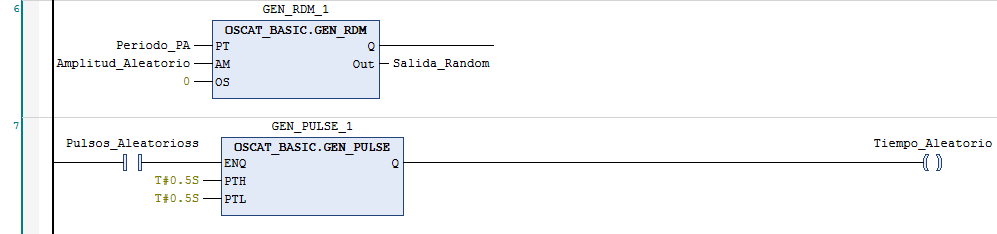 6
GEN_RDM_1
OSCAT_BASIC.GEN_RDM
Periodo_PA PT Q
Amplitud_Aleatorio AM Out Salida_Random
0 OS
7
GEN_PULSE_1
Pulsos_Aleatorioss OSCAT_BASIC.GEN_PULSE Tiempo_Aleatorio
ENQ Q
T#0.5S PTH
T#0.5S PTL